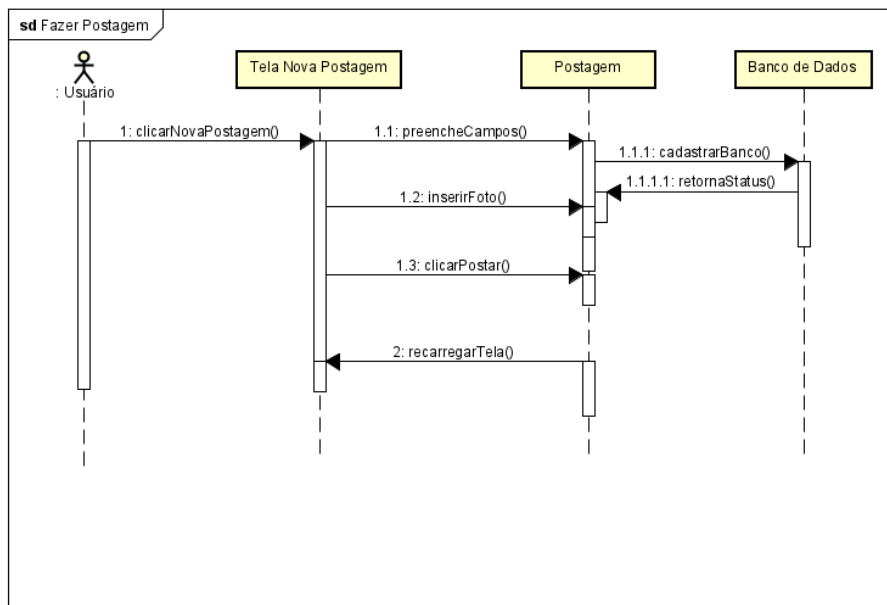 sd Fazer Postagem
: Usuário
Tela Nova Postagem
Postagem
Banco de Dados
1: clicarNovaPostagem()
1.1: preencheCampos()
1.1.1: cadastrarBanco()
1.1.1.1: retornaStatus()
1.2: inserirFoto()
1.3: clicarPostar()
2: recarregarTela()